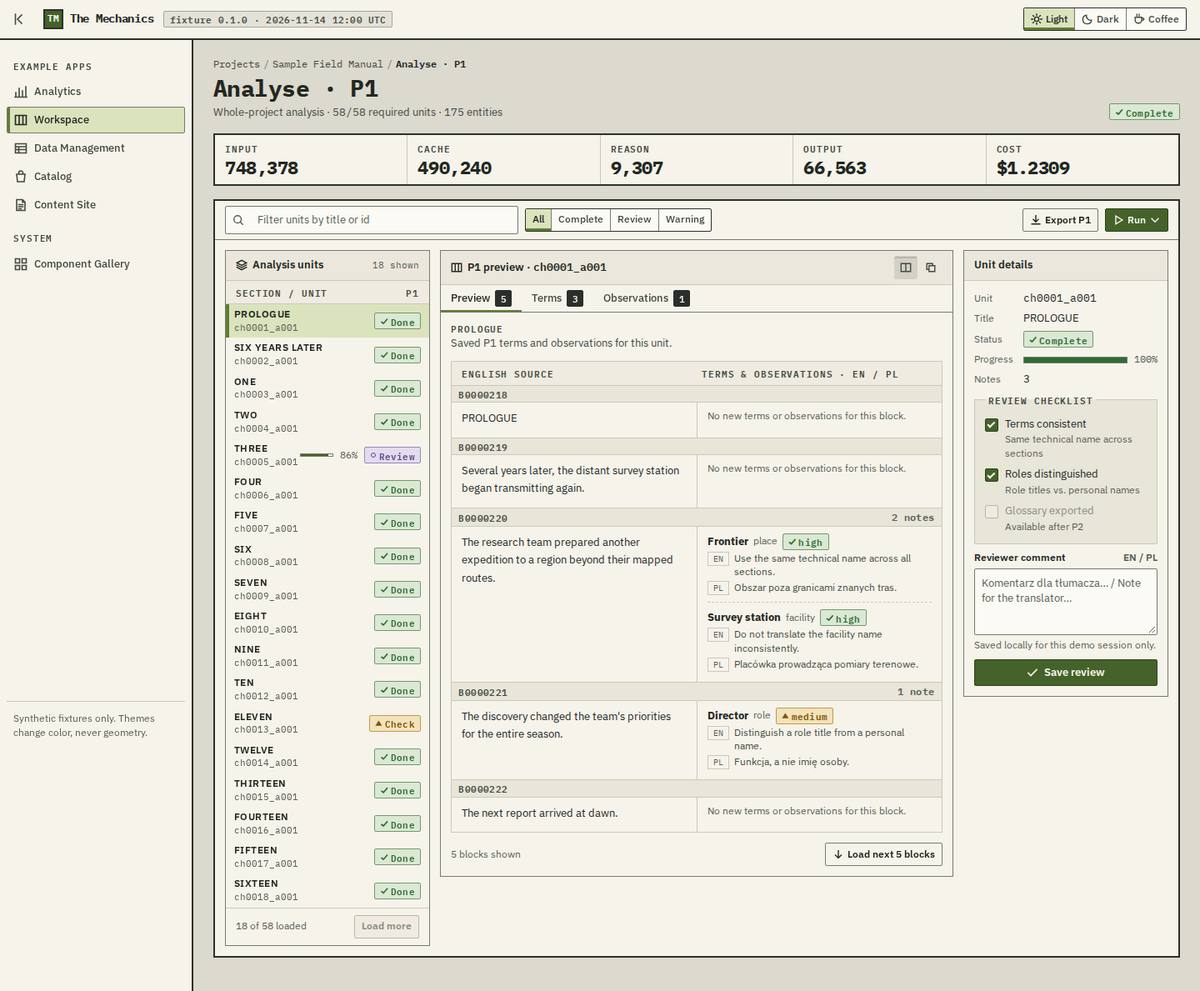 TM The Mechanics fixture 0.1.0 · 2026-11-14 12:00 UTC Light Dark Coffee
EXAMPLE APPS
Analytics
Workspace
Data Management
Catalog
Content Site
SYSTEM
Component Gallery
Synthetic fixtures only. Themes
change color, never geometry.
Projects / Sample Field Manual / Analyse · P1
Analyse · P1
Whole-project analysis · 58/58 required units · 175 entities
Complete
INPUT
748,378
CACHE
490,240
REASON
9,307
OUTPUT
66,563
COST
$1.2309
Filter units by title or id
All Complete Review Warning
Export P1 Run
Analysis units 18 shown
SECTION / UNIT P1
PROLOGUE
ch0001_a001 Done
SIX YEARS LATER
ch0002_a001 Done
ONE
ch0003_a001 Done
TWO
ch0004_a001 Done
THREE
ch0005_a001 86% Review
FOUR
ch0006_a001 Done
FIVE
ch0007_a001 Done
SIX
ch0008_a001 Done
SEVEN
ch0009_a001 Done
EIGHT
ch0010_a001 Done
NINE
ch0011_a001 Done
TEN
ch0012_a001 Done
ELEVEN
ch0013_a001 Check
TWELVE
ch0014_a001 Done
THIRTEEN
ch0015_a001 Done
FOURTEEN
ch0016_a001 Done
FIFTEEN
ch0017_a001 Done
SIXTEEN
ch0018_a001 Done
18 of 58 loaded Load more
P1 preview · ch0001_a001
Preview 5 Terms 3 Observations 1
PROLOGUE
Saved P1 terms and observations for this unit.
ENGLISH SOURCE TERMS & OBSERVATIONS · EN / PL
B0000218
PROLOGUE
No new terms or observations for this block.
B0000219
Several years later, the distant survey station
began transmitting again.
No new terms or observations for this block.
B0000220 2 notes
The research team prepared another
expedition to a region beyond their mapped
routes.
Frontier place high
EN Use the same technical name across all
sections.
PL Obszar poza granicami znanych tras.
Survey station facility high
EN Do not translate the facility name
inconsistently.
PL Placówka prowadząca pomiary terenowe.
B0000221 1 note
The discovery changed the team's priorities
for the entire season.
Director role medium
EN Distinguish a role title from a personal
name.
PL Funkcja, a nie imię osoby.
B0000222
The next report arrived at dawn.
No new terms or observations for this block.
5 blocks shown Load next 5 blocks
Unit details
Unit ch0001_a001
Title PROLOGUE
Status Complete
Progress 100%
Notes 3
REVIEW CHECKLIST
Terms consistent
Same technical name across
sections
Roles distinguished
Role titles vs. personal names
Glossary exported
Available after P2
Reviewer comment EN / PL
Komentarz dla tłumacza… / Note
for the translator…
Saved locally for this demo session only.
Save review